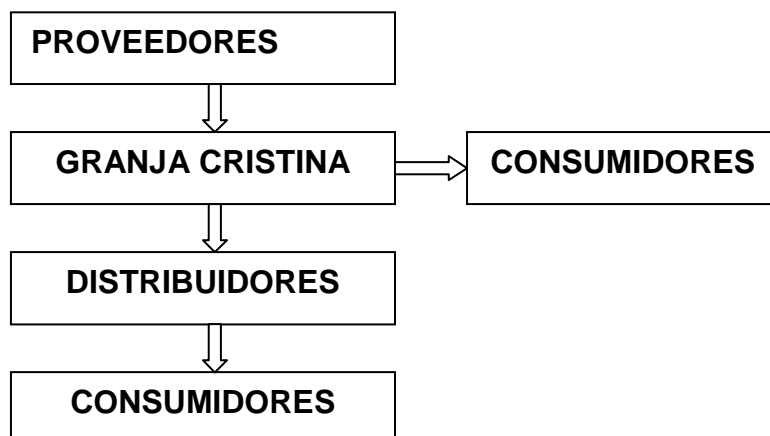 PROVEEDORES
GRANJA CRISTINA
CONSUMIDORES
DISTRIBUIDORES
CONSUMIDORES